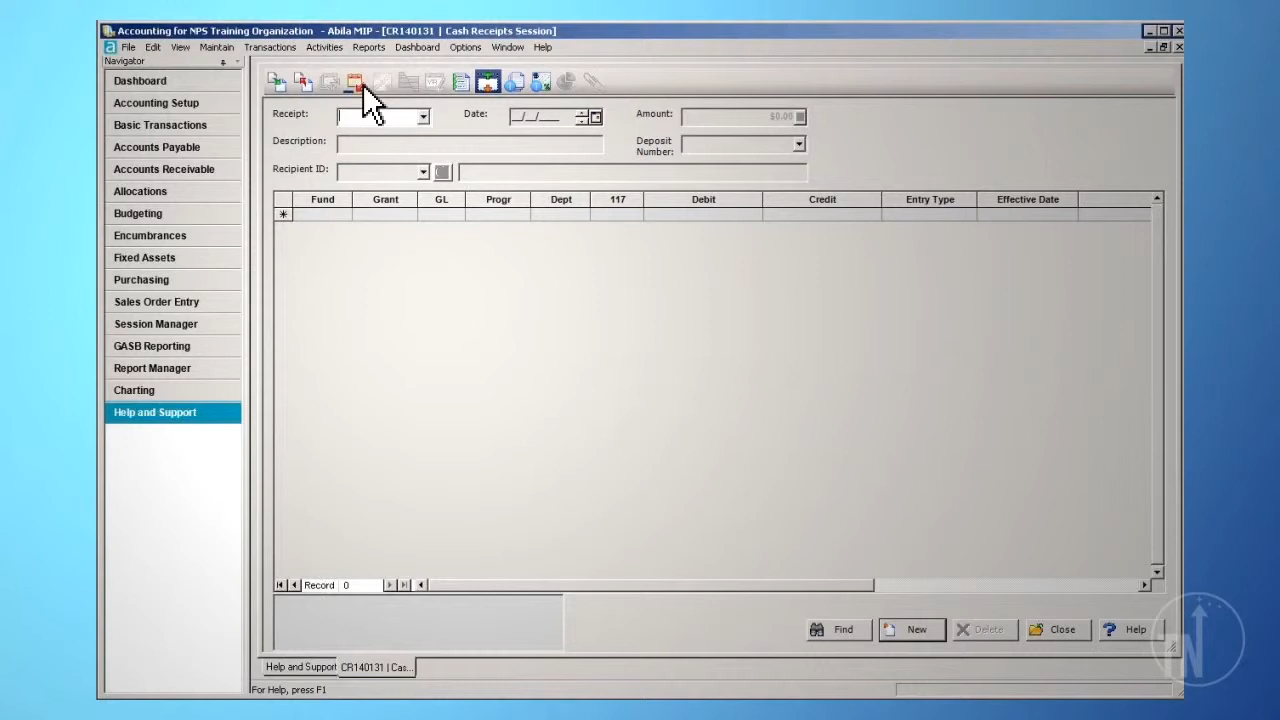 Accounting for NPS Training Organization - Abila MIP - [CR140131 | Cash Receipts Session]
File Edit View Maintain Transactions Activities Reports Dashboard Options Window Help
Navigator
Dashboard
Accounting Setup
Basic Transactions
Accounts Payable
Accounts Receivable
Allocations
Budgeting
Encumbrances
Fixed Assets
Purchasing
Sales Order Entry
Session Manager
GASB Reporting
Report Manager
Charting
Help and Support
Receipt: Date: __/__/____ Amount: $0.00
Description: Deposit Number:
Recipient ID:
Fund Grant GL Progr Dept 117 Debit Credit Entry Type Effective Date
Record 0
Find New Delete Close Help
Help and Support CR140131 | Cas...
For Help, press F1